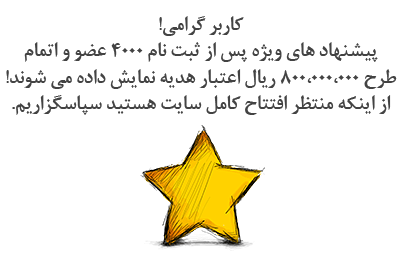 کاربر گرامی!
پیشنهاد های ویژه پس از ثبت نام ۴۰۰۰ عضو و اتمام
طرح ۸۰۰،۰۰۰،۰۰۰ ریال اعتبار هدیه نمایش داده می شوند!
از اینکه منتظر افتتاح کامل سایت هستید سپاسگزاریم.